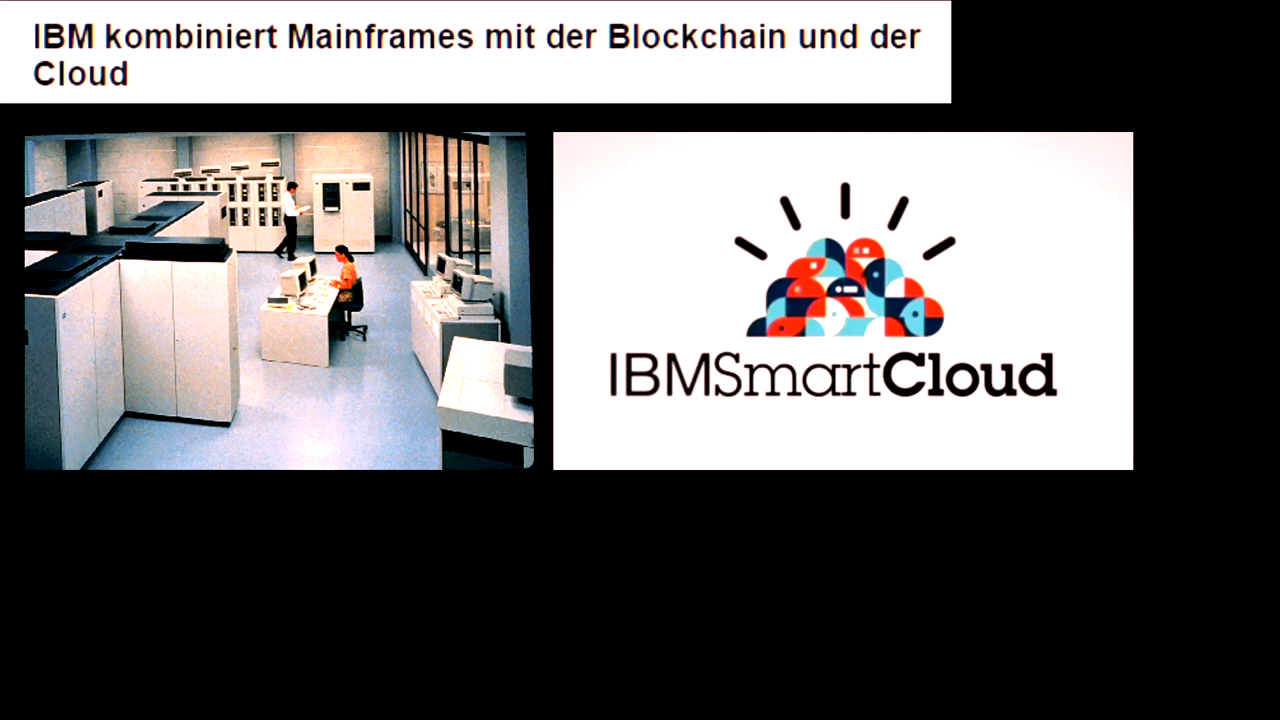 IBM kombiniert Mainframes mit der Blockchain und der
Cloud
IBMSmartCloud